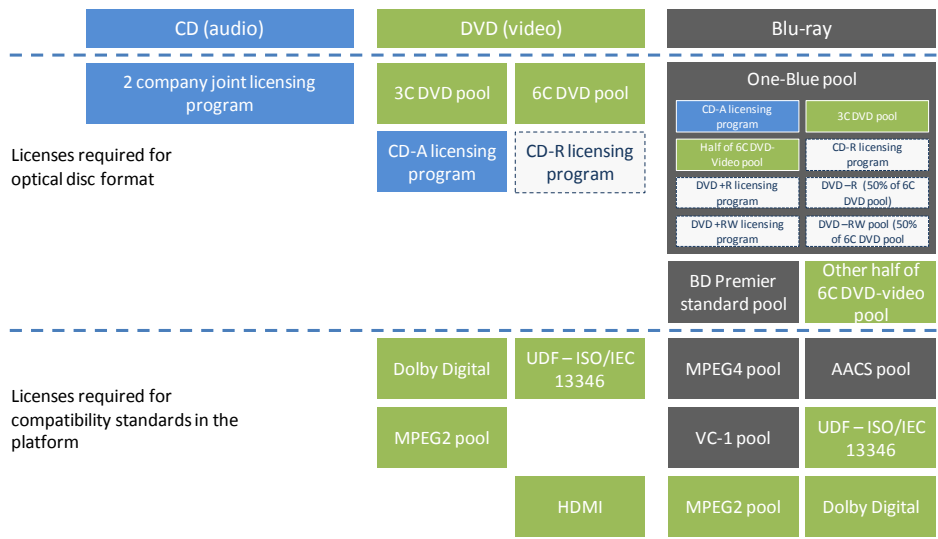 CD (audio)
DVD (video)
Blu-ray
Licenses required for
optical disc format
2 company joint licensing
program
3C DVD pool
6C DVD pool
CD-A licensing
program
CD-R licensing
program
One-Blue pool
CD-A licensing
program
3C DVD pool
Half of 6C DVD-
Video pool
CD-R licensing
program
DVD +R licensing
program
DVD –R (50% of 6C
DVD pool)
DVD +RW licensing
program
DVD –RW pool (50%
of 6C DVD pool
BD Premier
standard pool
Other half of
6C DVD-video
pool
Licenses required for
compatibility standards in the
platform
Dolby Digital
UDF – ISO/IEC
13346
MPEG2 pool
HDMI
MPEG4 pool
AACS pool
VC-1 pool
UDF – ISO/IEC
13346
MPEG2 pool
Dolby Digital